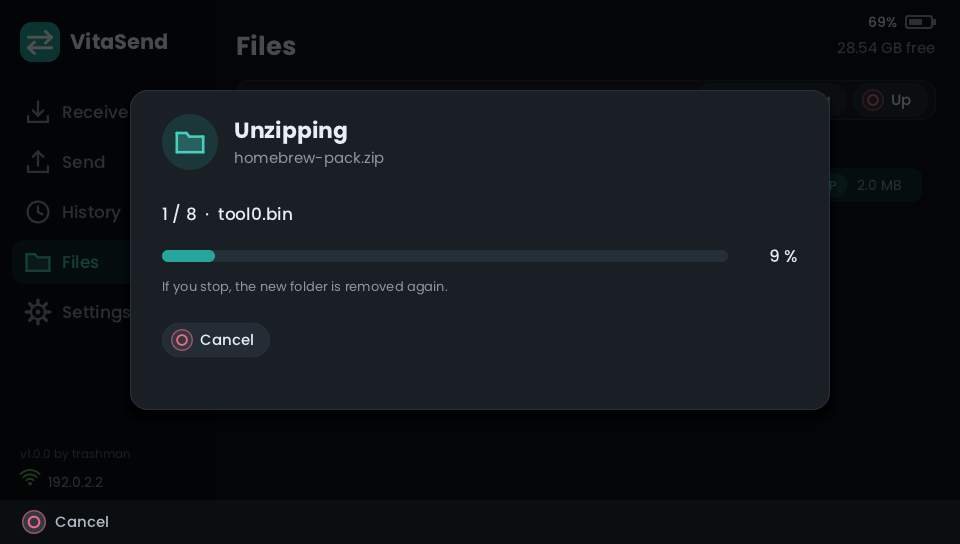 VitaSend
Files
69%
28.54 GB free
Receive
Up
Send
History
Files
Settings
2.0 MB
Unzipping
homebrew-pack.zip
1 / 8 · tool0.bin
9 %
If you stop, the new folder is removed again.
Cancel
v1.0.0 by trashman
192.0.2.2
Cancel